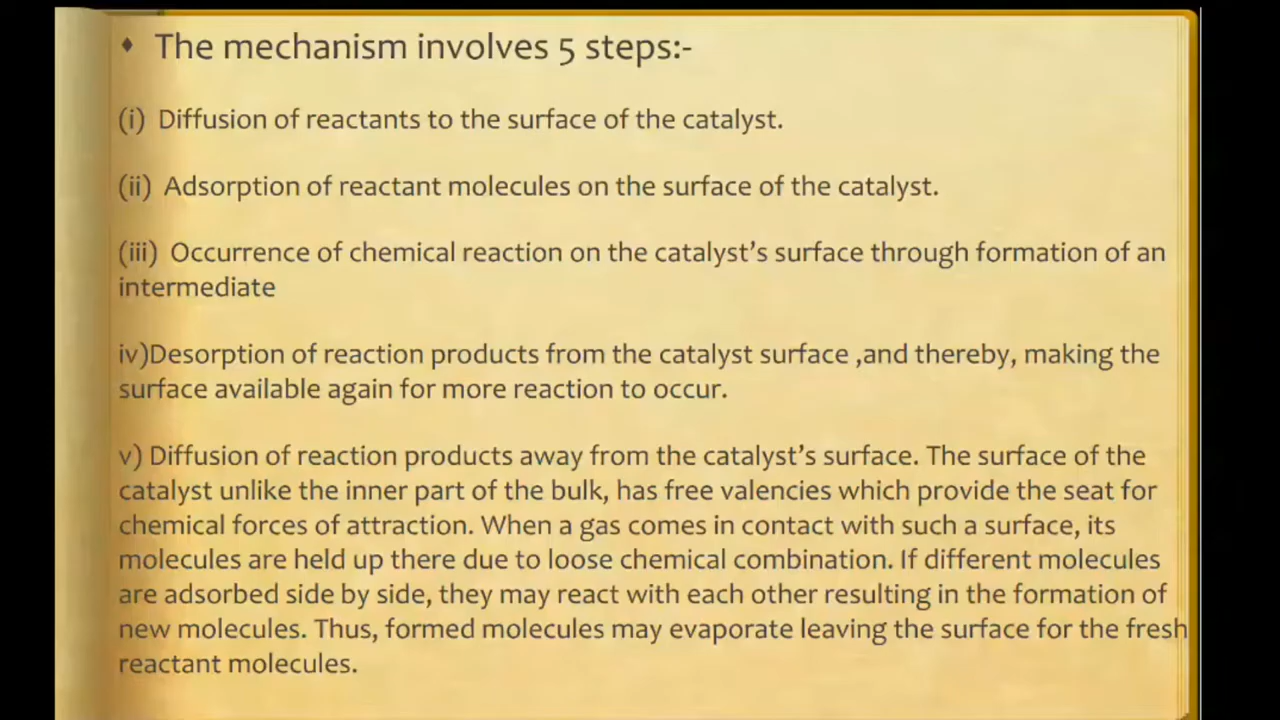 ♦ The mechanism involves 5 steps:-
(i) Diffusion of reactants to the surface of the catalyst.
(ii) Adsorption of reactant molecules on the surface of the catalyst.
(iii) Occurrence of chemical reaction on the catalyst’s surface through formation of an
intermediate
iv)Desorption of reaction products from the catalyst surface ,and thereby, making the
surface available again for more reaction to occur.
v) Diffusion of reaction products away from the catalyst’s surface. The surface of the
catalyst unlike the inner part of the bulk, has free valencies which provide the seat for
chemical forces of attraction. When a gas comes in contact with such a surface, its
molecules are held up there due to loose chemical combination. If different molecules
are adsorbed side by side, they may react with each other resulting in the formation of
new molecules. Thus, formed molecules may evaporate leaving the surface for the fresh
reactant molecules.